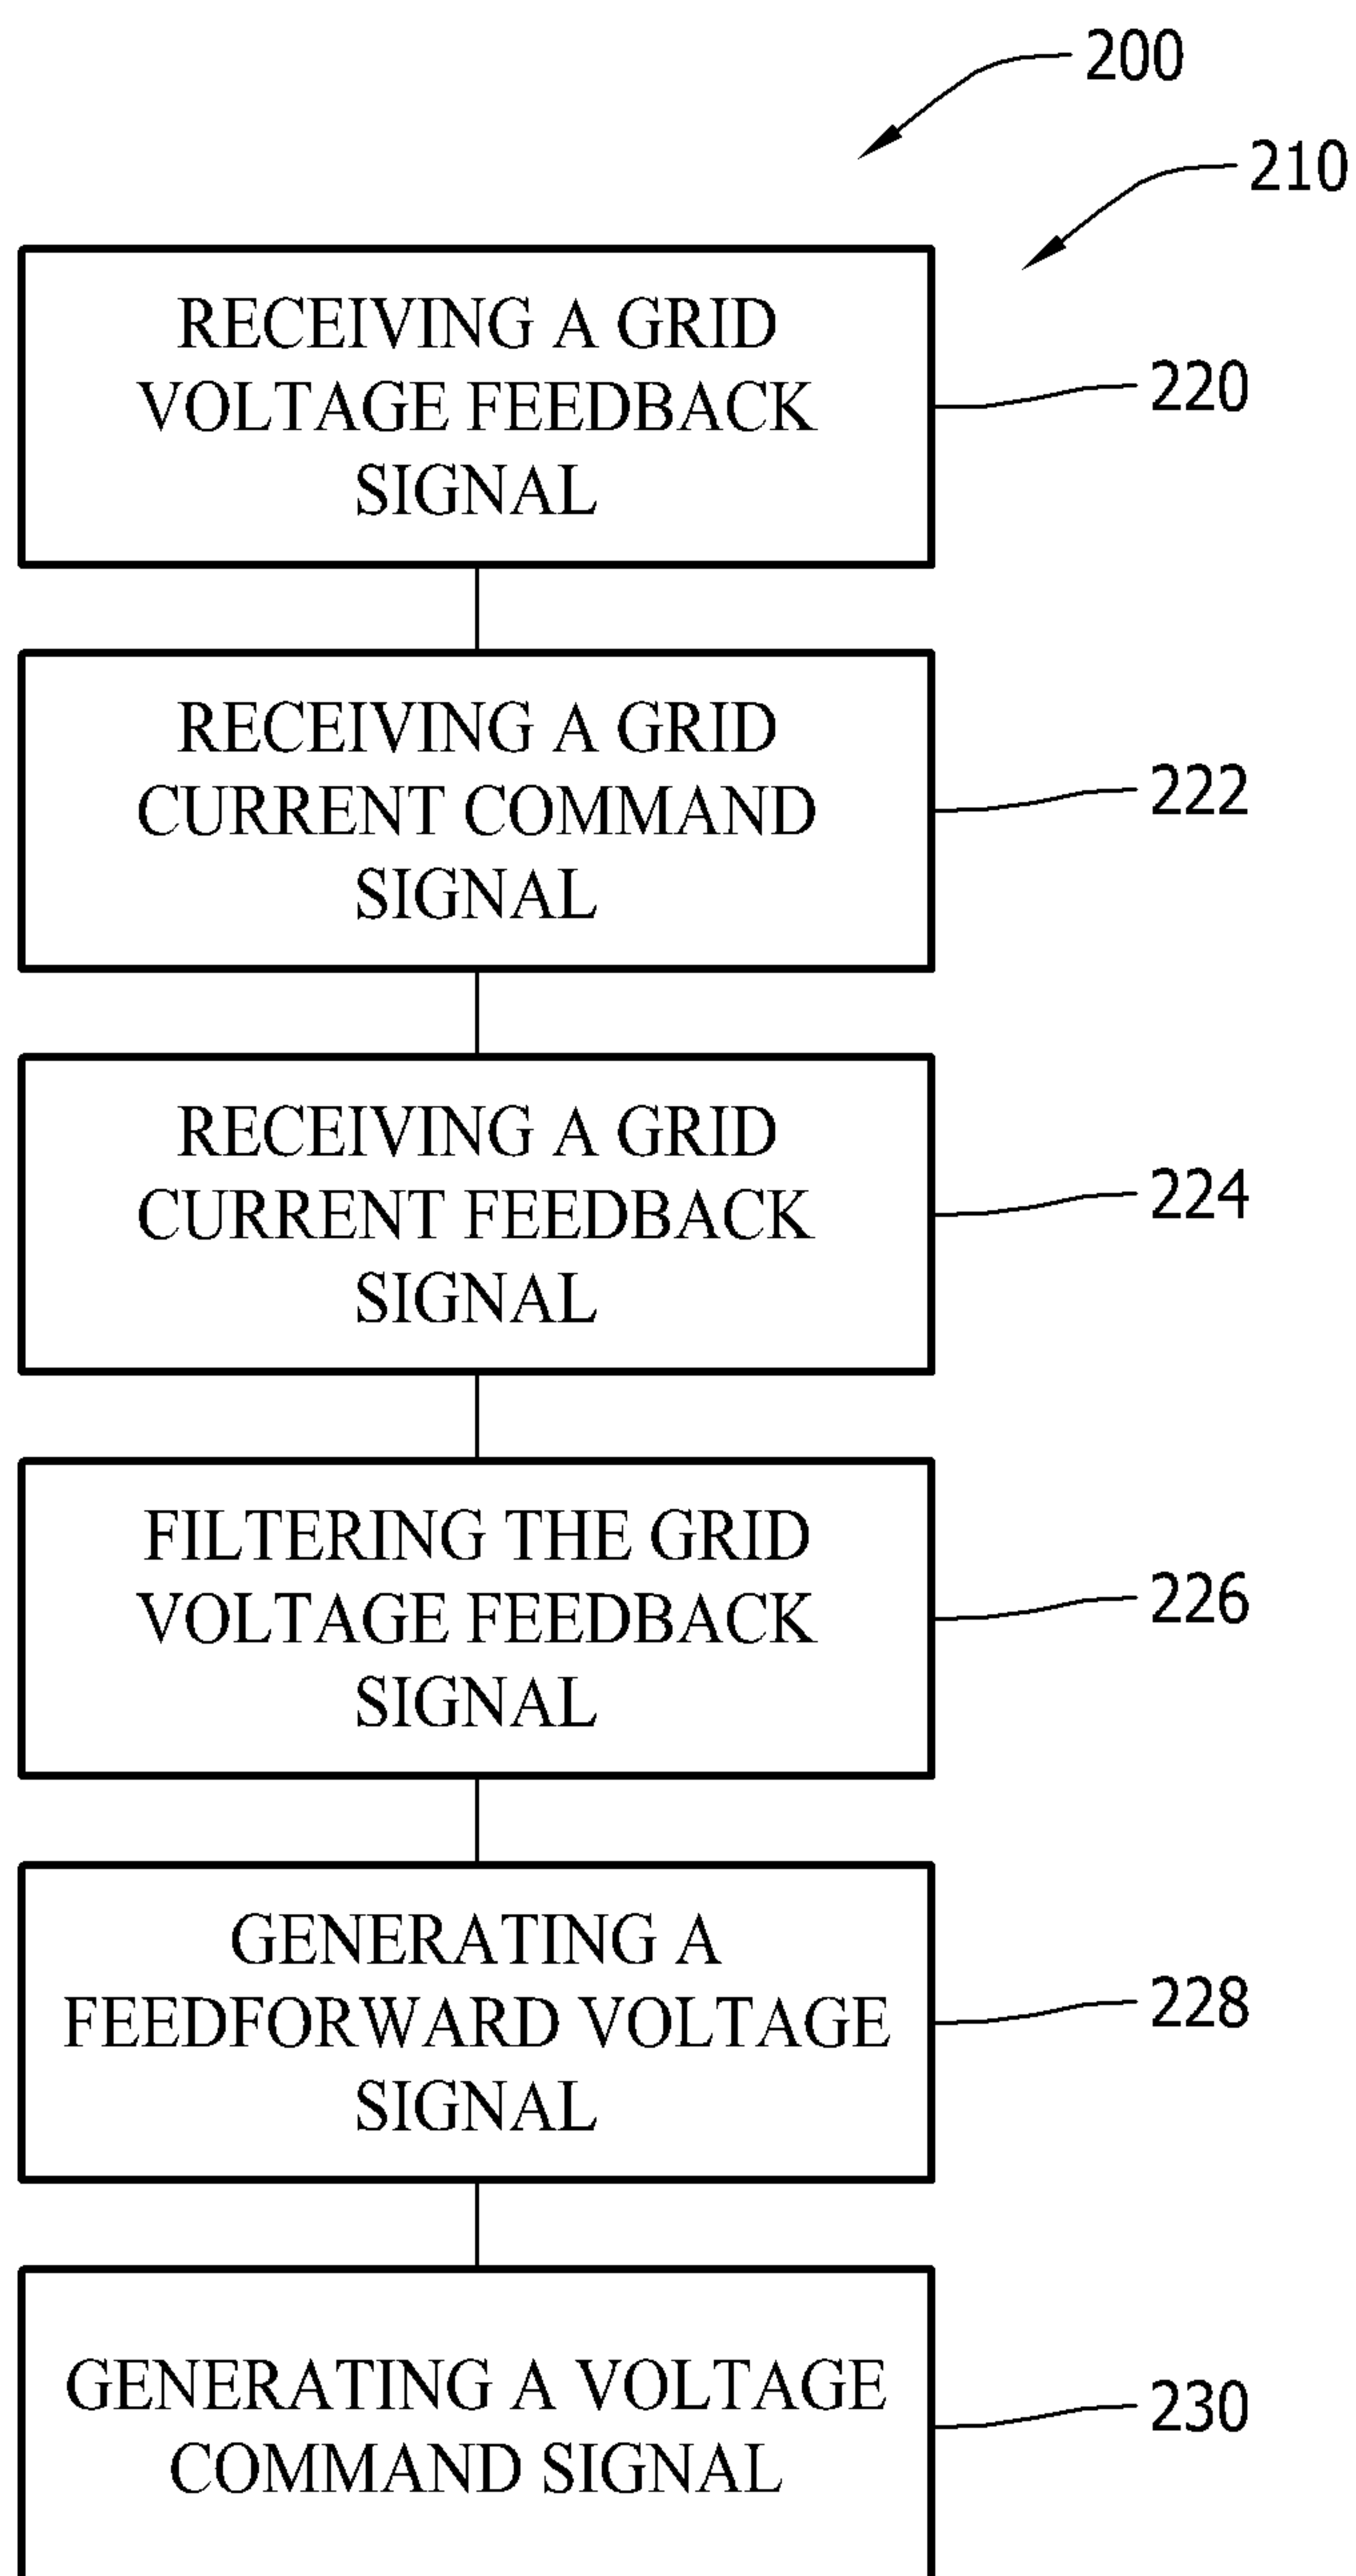 200
210
RECEIVING A GRID
VOLTAGE FEEDBACK
SIGNAL
220
RECEIVING A GRID
CURRENT COMMAND
SIGNAL
222
RECEIVING A GRID
CURRENT FEEDBACK
SIGNAL
224
FILTERING THE GRID
VOLTAGE FEEDBACK
SIGNAL
226
GENERATING A
FEEDFORWARD VOLTAGE
SIGNAL
228
GENERATING A VOLTAGE
COMMAND SIGNAL
230